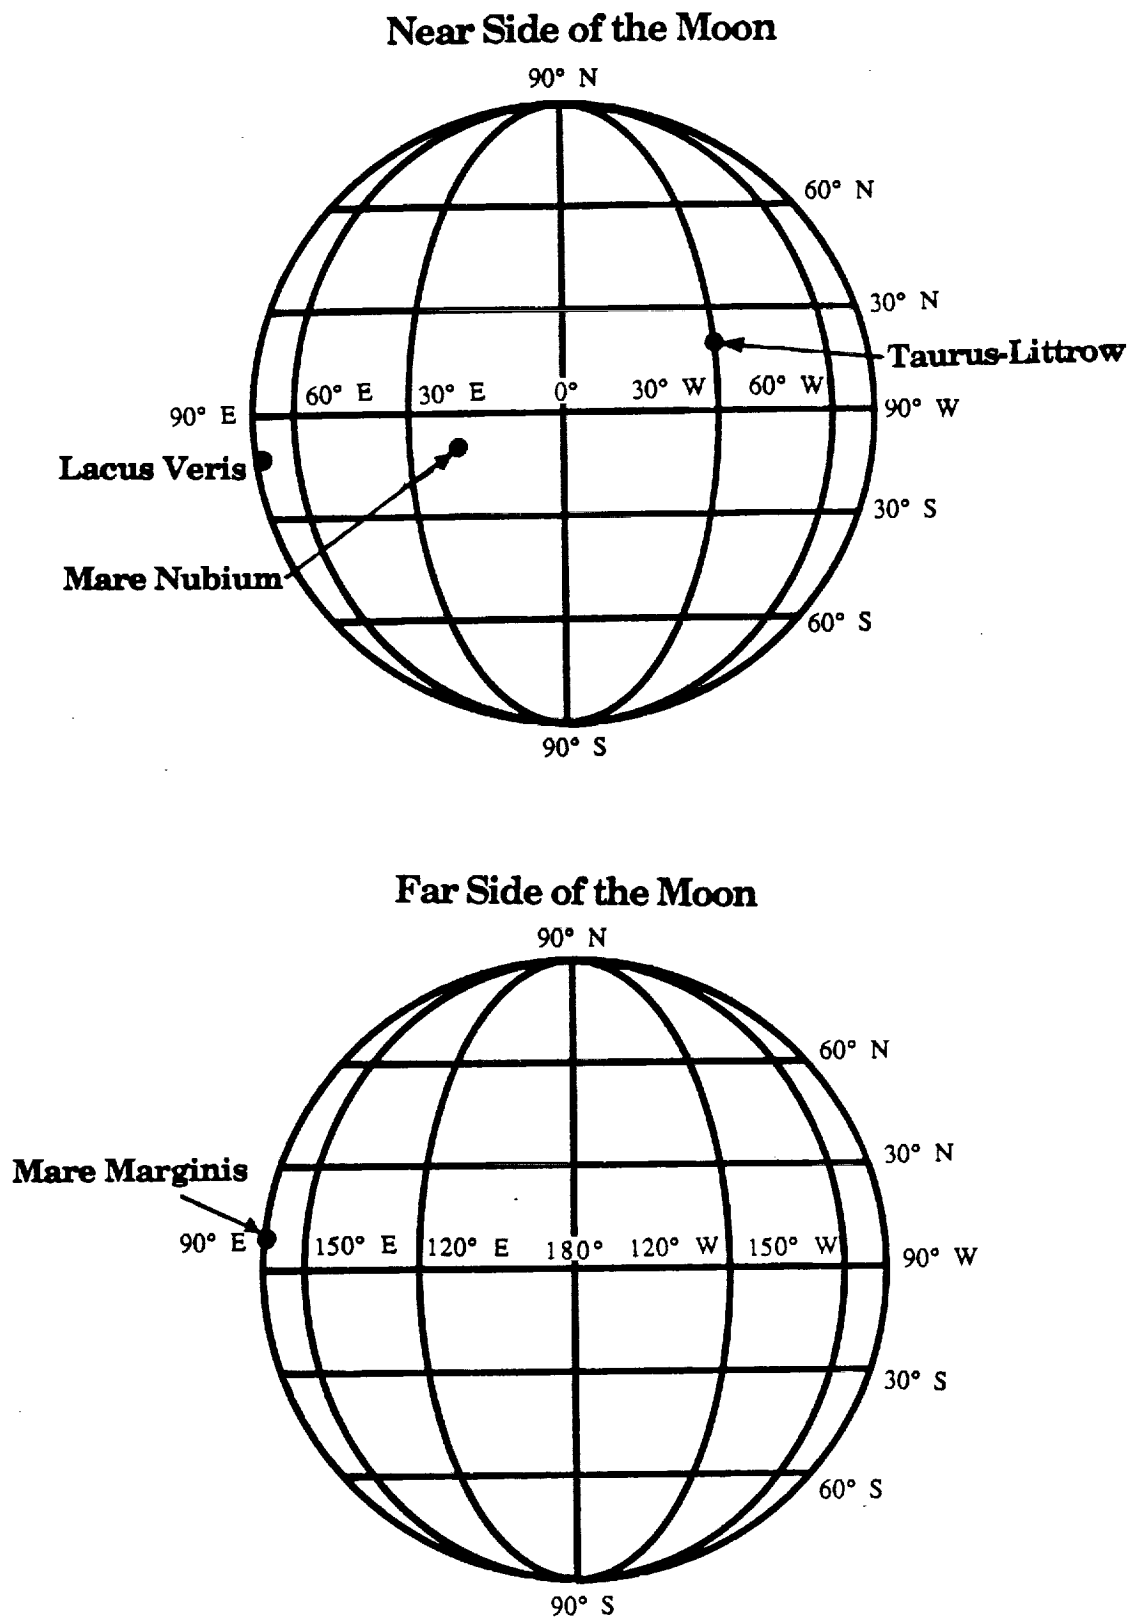 Near Side of the Moon
90° N
60° N
30° N
Taurus-Littrow
60° E 30° E 0° 30° W 60° W
90° E 90° W
Lacus Veris
30° S
Mare Nubium
60° S
90° S
Far Side of the Moon
90° N
60° N
30° N
Mare Marginis
90° E 150° E 120° E 180° 120° W 150° W 90° W
30° S
60° S
90° S